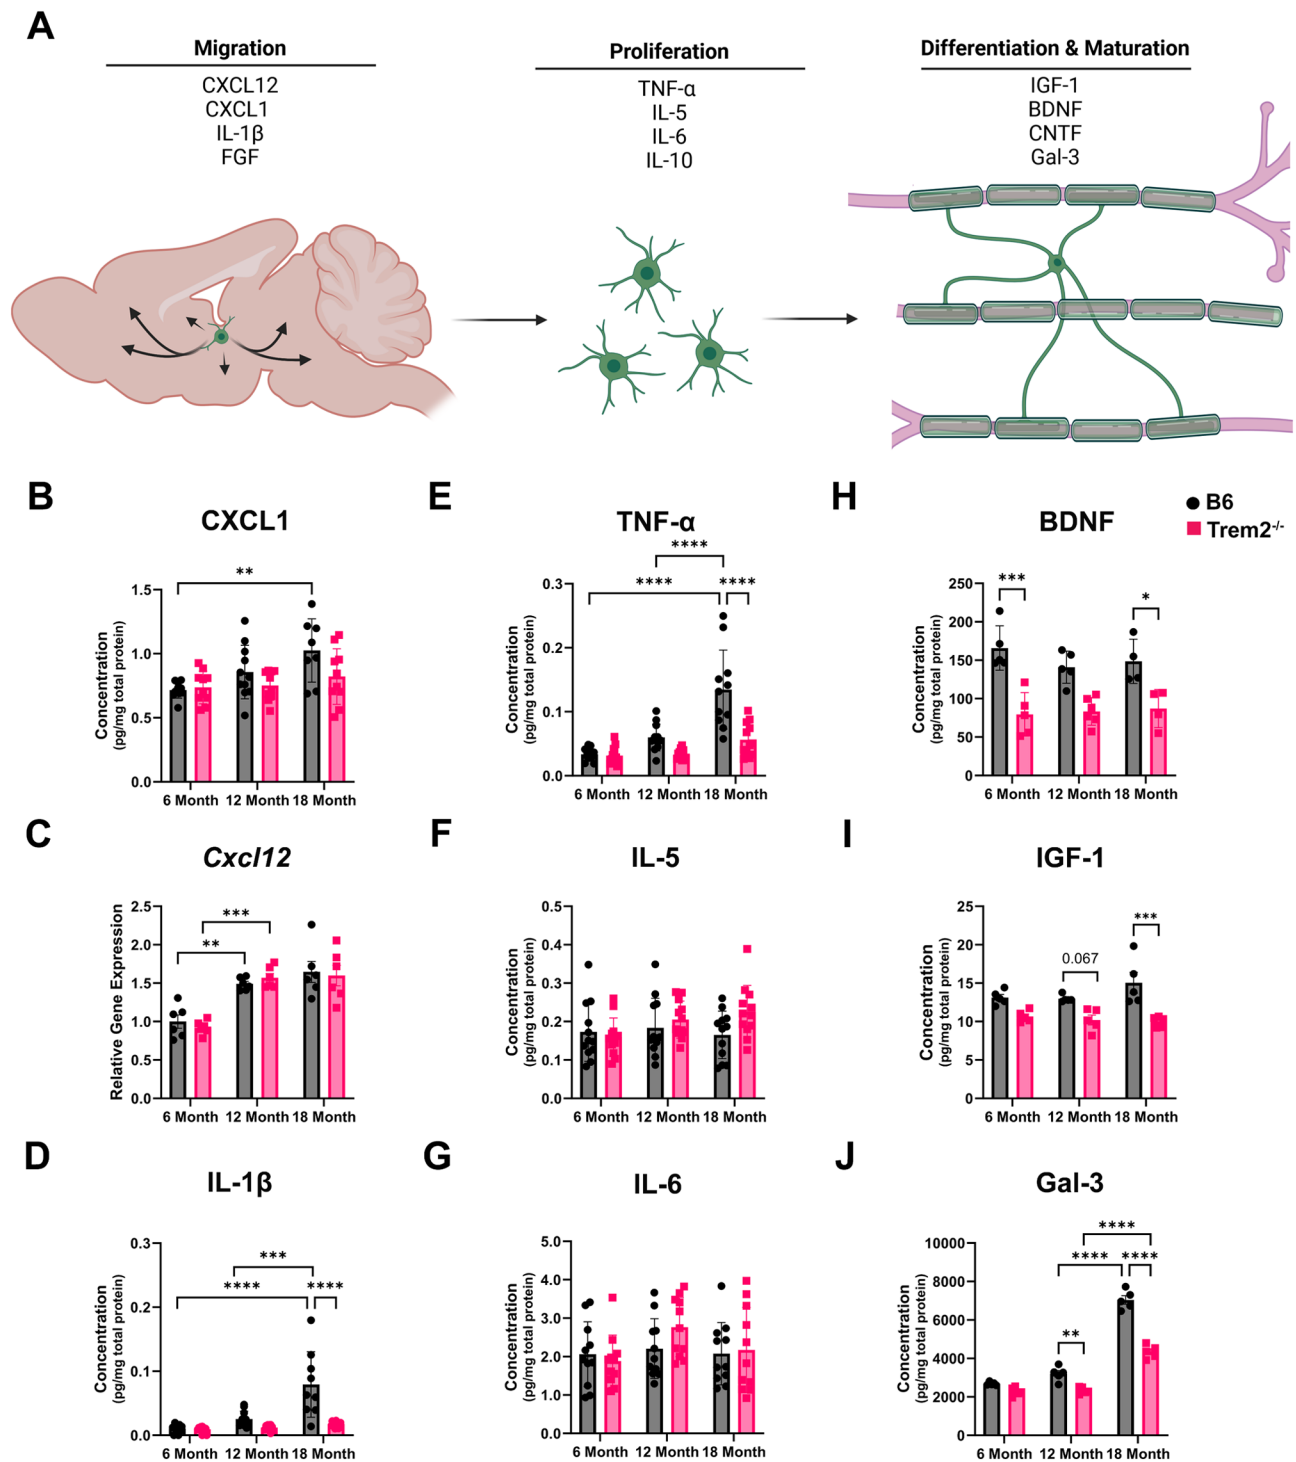 A
Migration
CXCL12
CXCL1
IL-1β
FGF
Proliferation
TNF-α
IL-5
IL-6
IL-10
Differentiation & Maturation
IGF-1
BDNF
CNTF
Gal-3
B
CXCL1
**
Concentration
(pg/mg total protein)
1.5
1.0
0.5
0.0
6 Month 12 Month 18 Month
E
TNF-α
****
**** ****
Concentration
(pg/mg total protein)
0.3
0.2
0.1
0.0
6 Month 12 Month 18 Month
H
BDNF
B6
Trem2-/-
***
*
Concentration
(pg/mg total protein)
250
200
150
100
50
0
6 Month 12 Month 18 Month
C
Cxcl12
***
**
Relative Gene Expression
2.5
2.0
1.5
1.0
0.5
0.0
6 Month 12 Month 18 Month
F
IL-5
Concentration
(pg/mg total protein)
0.5
0.4
0.3
0.2
0.1
0.0
6 Month 12 Month 18 Month
I
IGF-1
***
0.067
Concentration
(pg/mg total protein)
25
20
15
10
5
0
6 Month 12 Month 18 Month
D
IL-1β
***
**** ****
Concentration
(pg/mg total protein)
0.3
0.2
0.1
0.0
6 Month 12 Month 18 Month
G
IL-6
Concentration
(pg/mg total protein)
5.0
4.0
3.0
2.0
1.0
0.0
6 Month 12 Month 18 Month
J
Gal-3
****
**** ****
**
Concentration
(pg/mg total protein)
10000
8000
6000
4000
2000
0
6 Month 12 Month 18 Month